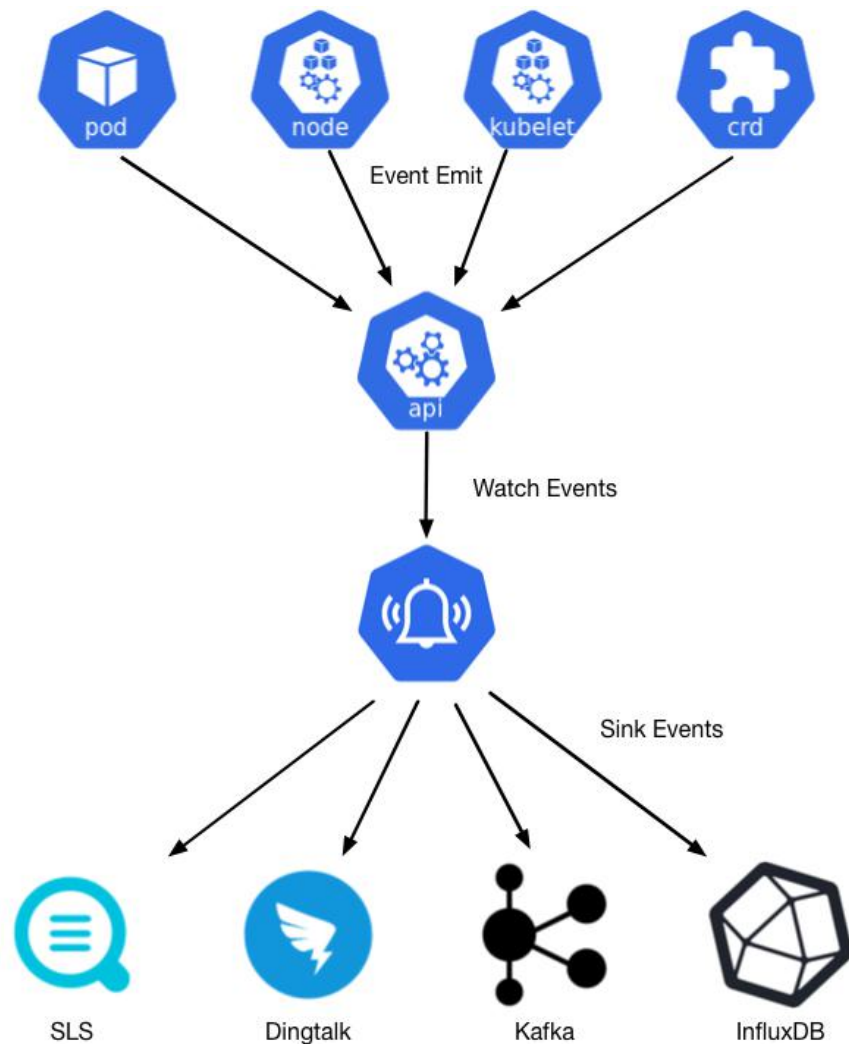 pod
node
kubelet
crd
Event Emit
api
Watch Events
Sink Events
SLS
Dingtalk
Kafka
InfluxDB